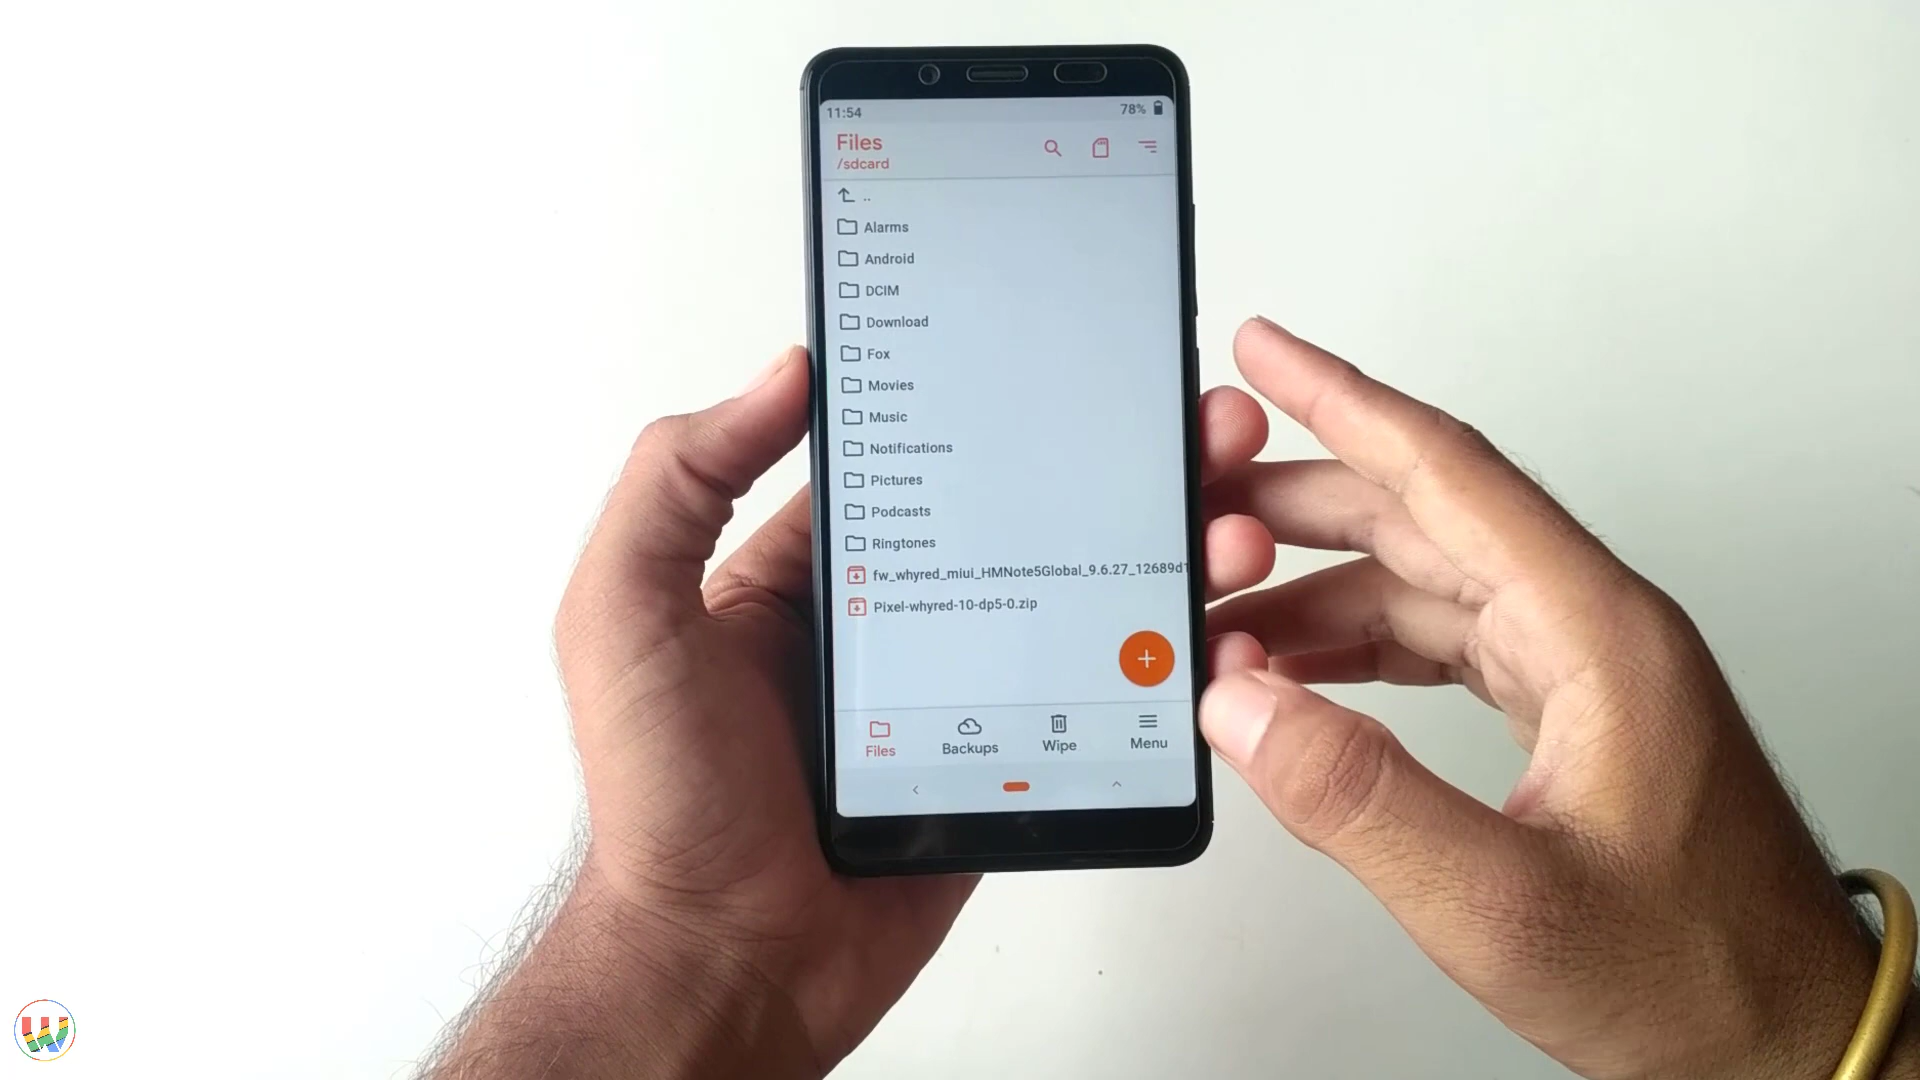 11:54 78%
Files
/sdcard
..
Alarms
Android
DCIM
Download
Fox
Movies
Music
Notifications
Pictures
Podcasts
Ringtones
fw_whyred_miui_HMNote5Global_9.6.27_12689d1
Pixel-whyred-10-dp5-0.zip
Files Backups Wipe Menu
W